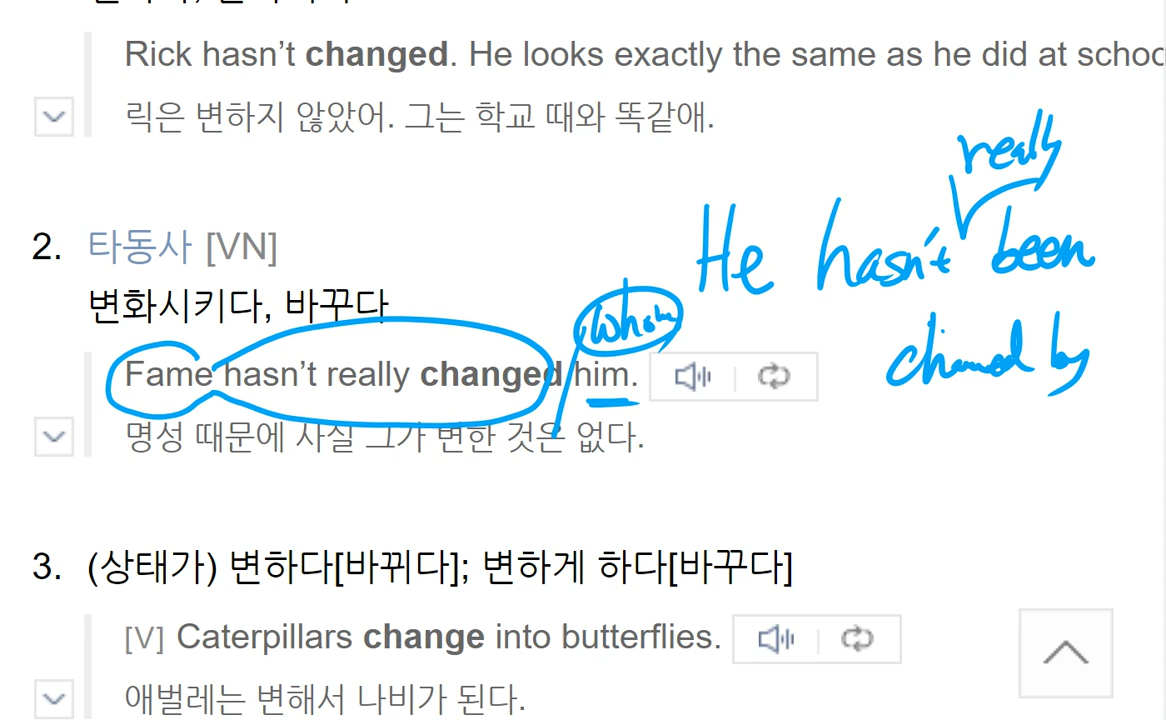 Rick hasn't changed. He looks exactly the same as he did at schoo
릭은 변하지 않았어. 그는 학교 때와 똑같애.
really
He hasn't been
by
2. 타동사 [VN]
변화시키다, 바꾸다
Fame hasn't really changed him.
명성 때문에 사실 그가 변한 것은 없다.
3. (상태가) 변하다[바뀌다]; 변하게 하다[바꾸다]
[V] Caterpillars change into butterflies.
애벌레는 변해서 나비가 된다.